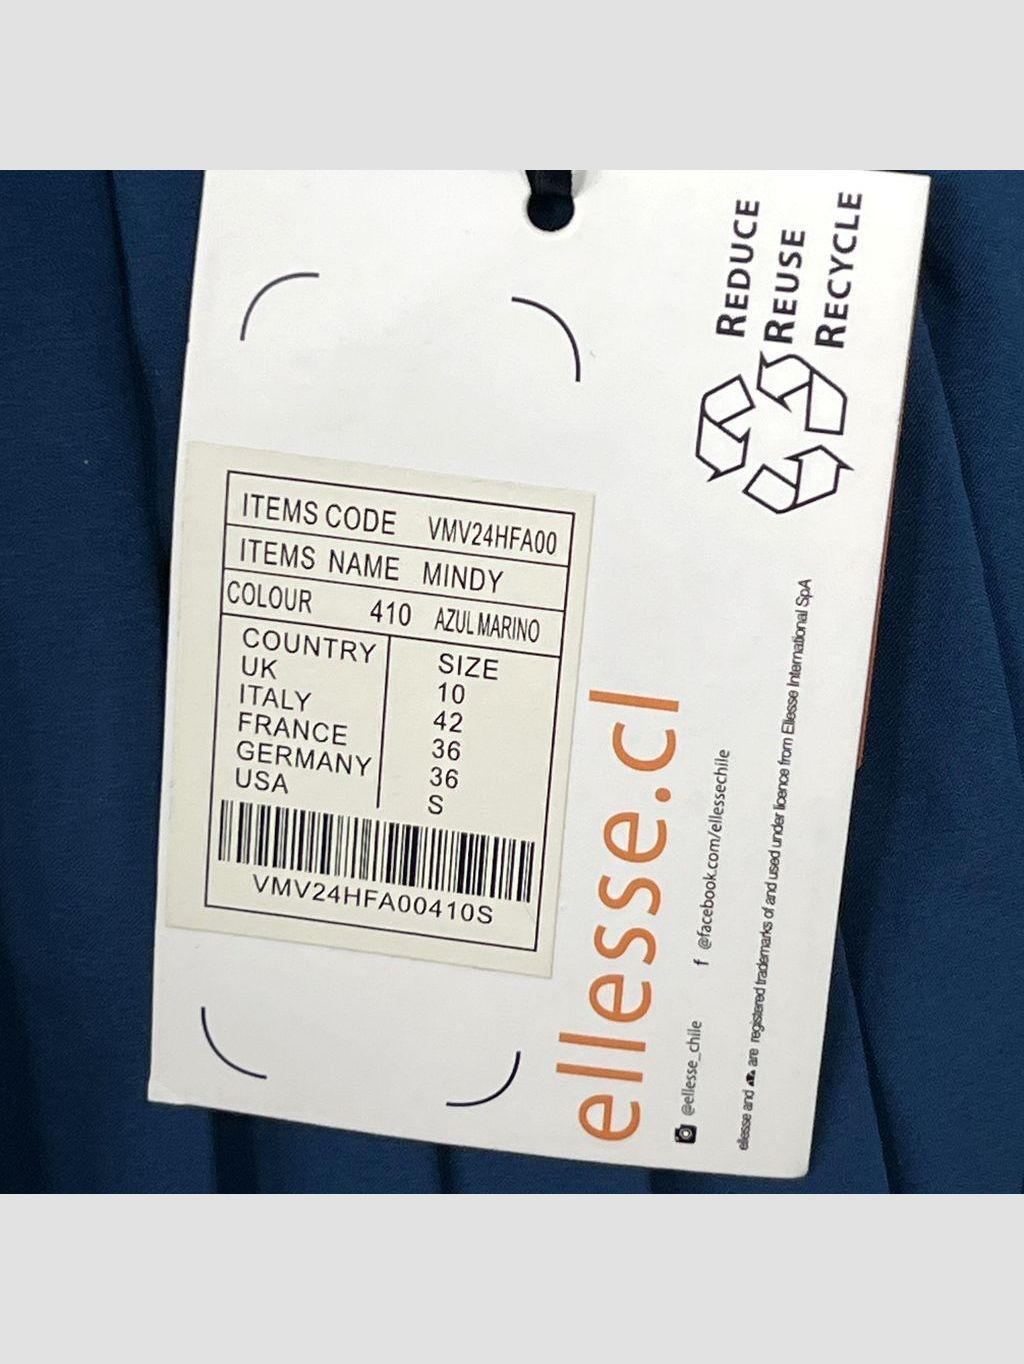 ITEMS CODE VMV24HFA00
ITEMS NAME MINDY
COLOUR 410 AZUL MARINO
COUNTRY SIZE
UK 10
ITALY 42
FRANCE 36
GERMANY 36
USA S
VMV24HFA00410S
ellesse.cl
@ellesse_chile f @facebook.com/ellessechile
ellesse and are registered trademarks of and used under licence from Ellesse International SpA
REDUCE
REUSE
RECYCLE